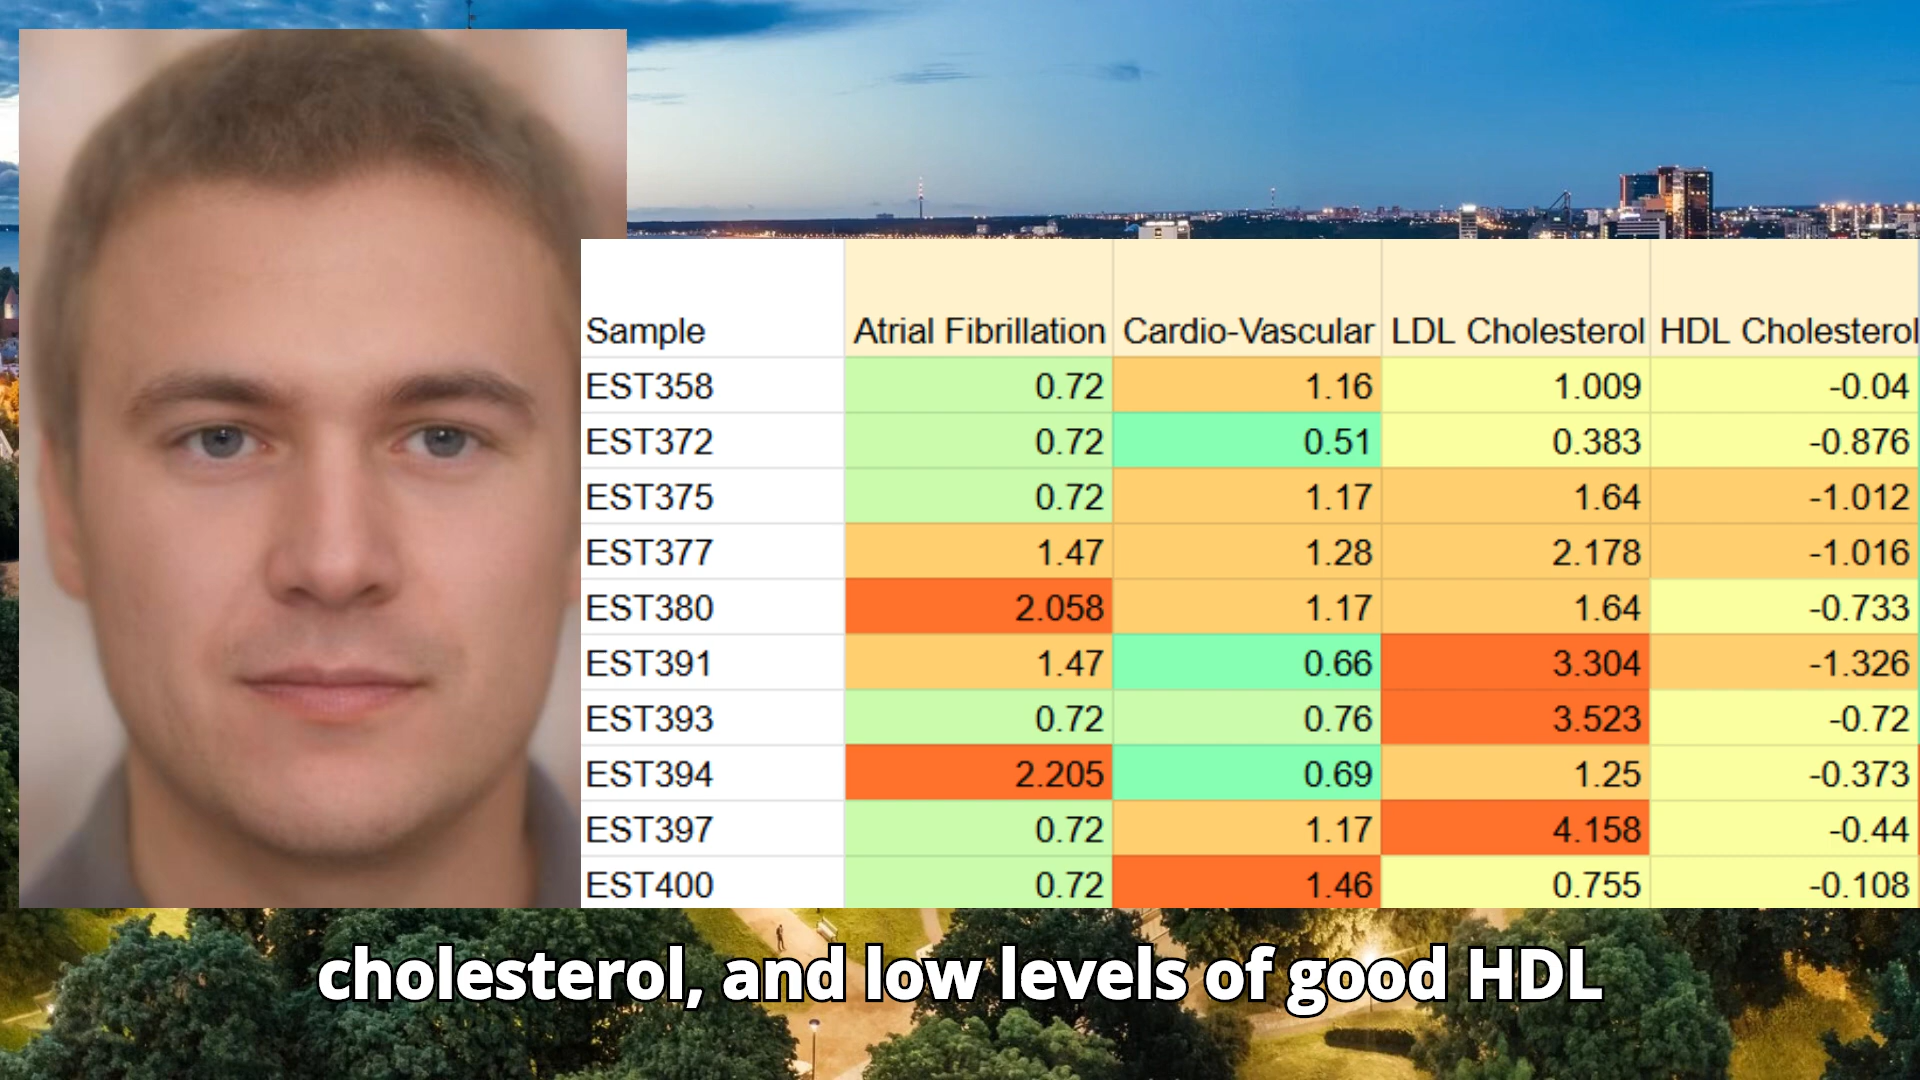 Sample Atrial Fibrillation Cardio-Vascular LDL Cholesterol HDL Cholesterol
EST358 0.72 1.16 1.009 -0.04
EST372 0.72 0.51 0.383 -0.876
EST375 0.72 1.17 1.64 -1.012
EST377 1.47 1.28 2.178 -1.016
EST380 2.058 1.17 1.64 -0.733
EST391 1.47 0.66 3.304 -1.326
EST393 0.72 0.76 3.523 -0.72
EST394 2.205 0.69 1.25 -0.373
EST397 0.72 1.17 4.158 -0.44
EST400 0.72 1.46 0.755 -0.108
cholesterol, and low levels of good HDL